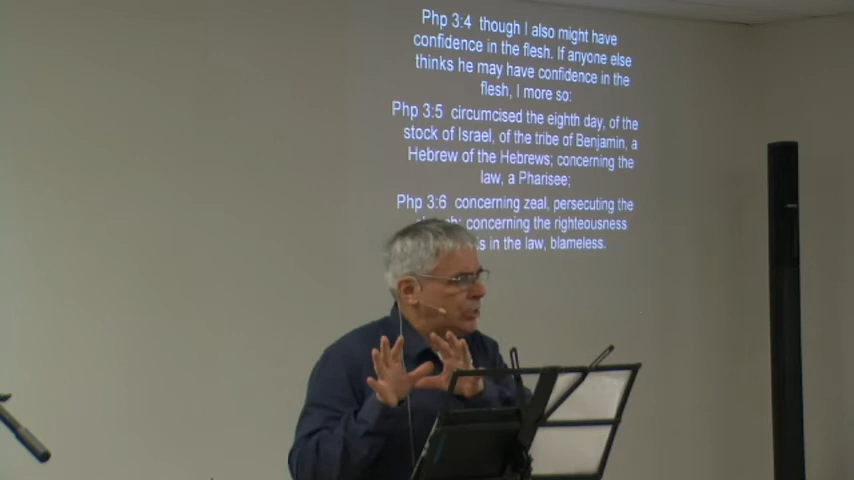 Php 3:4 though I also might have
confidence in the flesh. If anyone else
thinks he may have confidence in the
flesh, I more so:
Php 3:5 circumcised the eighth day, of the
stock of Israel, of the tribe of Benjamin, a
Hebrew of the Hebrews; concerning the
law, a Pharisee;
Php 3:6 concerning zeal, persecuting the
concerning the righteousness
in the law, blameless.